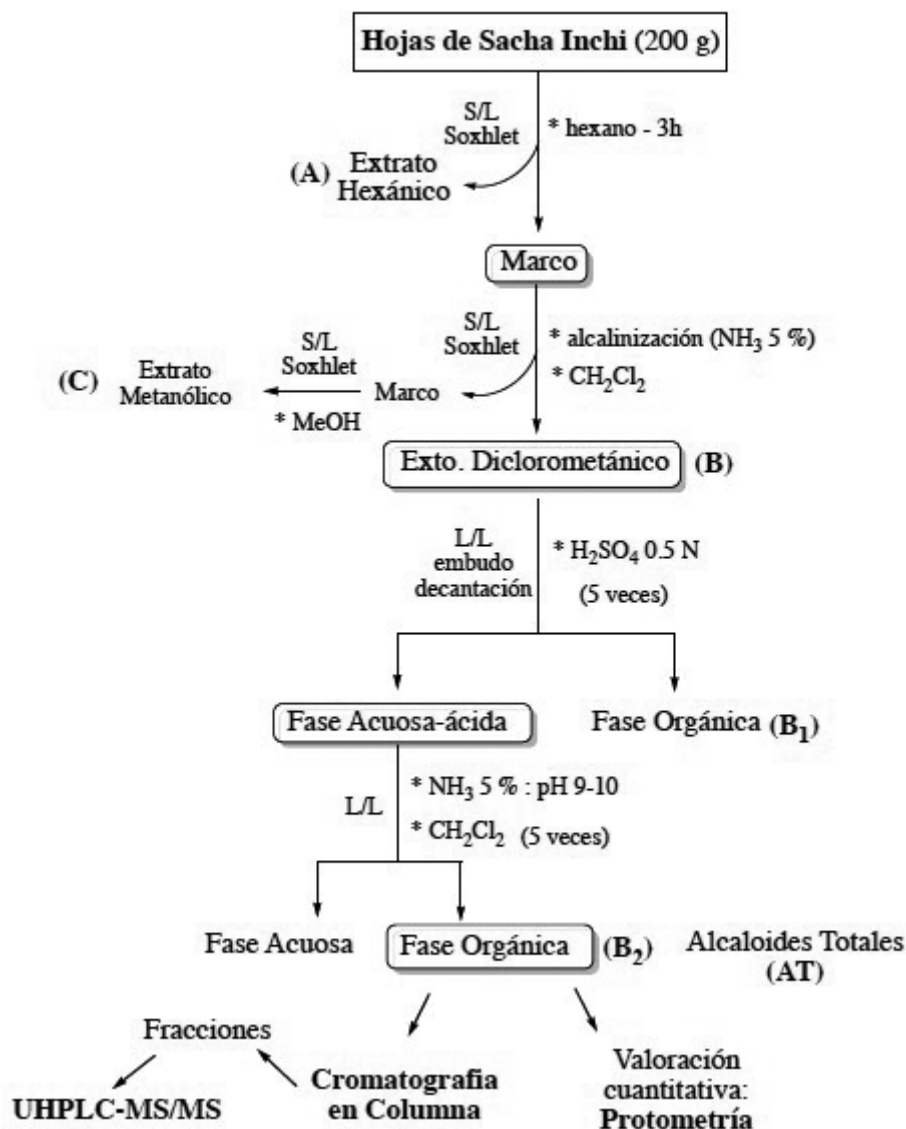 Hojas de Sacha Inchi (200 g)
S/L
Soxhlet
* hexano - 3h
(A) Extrato
Hexánico
Marco
S/L
Soxhlet
* alcalinización (NH₃ 5 %)
* CH₂Cl₂
S/L
Soxhlet
(C) Extrato
Metanólico
Marco
* MeOH
Exto. Diclorometánico (B)
L/L
embudo
decantación
* H₂SO₄ 0.5 N
(5 veces)
Fase Acuosa-ácida
Fase Orgánica (B₁)
L/L
* NH₃ 5 % : pH 9-10
* CH₂Cl₂ (5 veces)
Fase Acuosa
Fase Orgánica (B₂)
Alcaloides Totales
(AT)
Fracciones
UHPLC-MS/MS
Cromatografia
en Columna
Valoración
cuantitativa:
Protometría